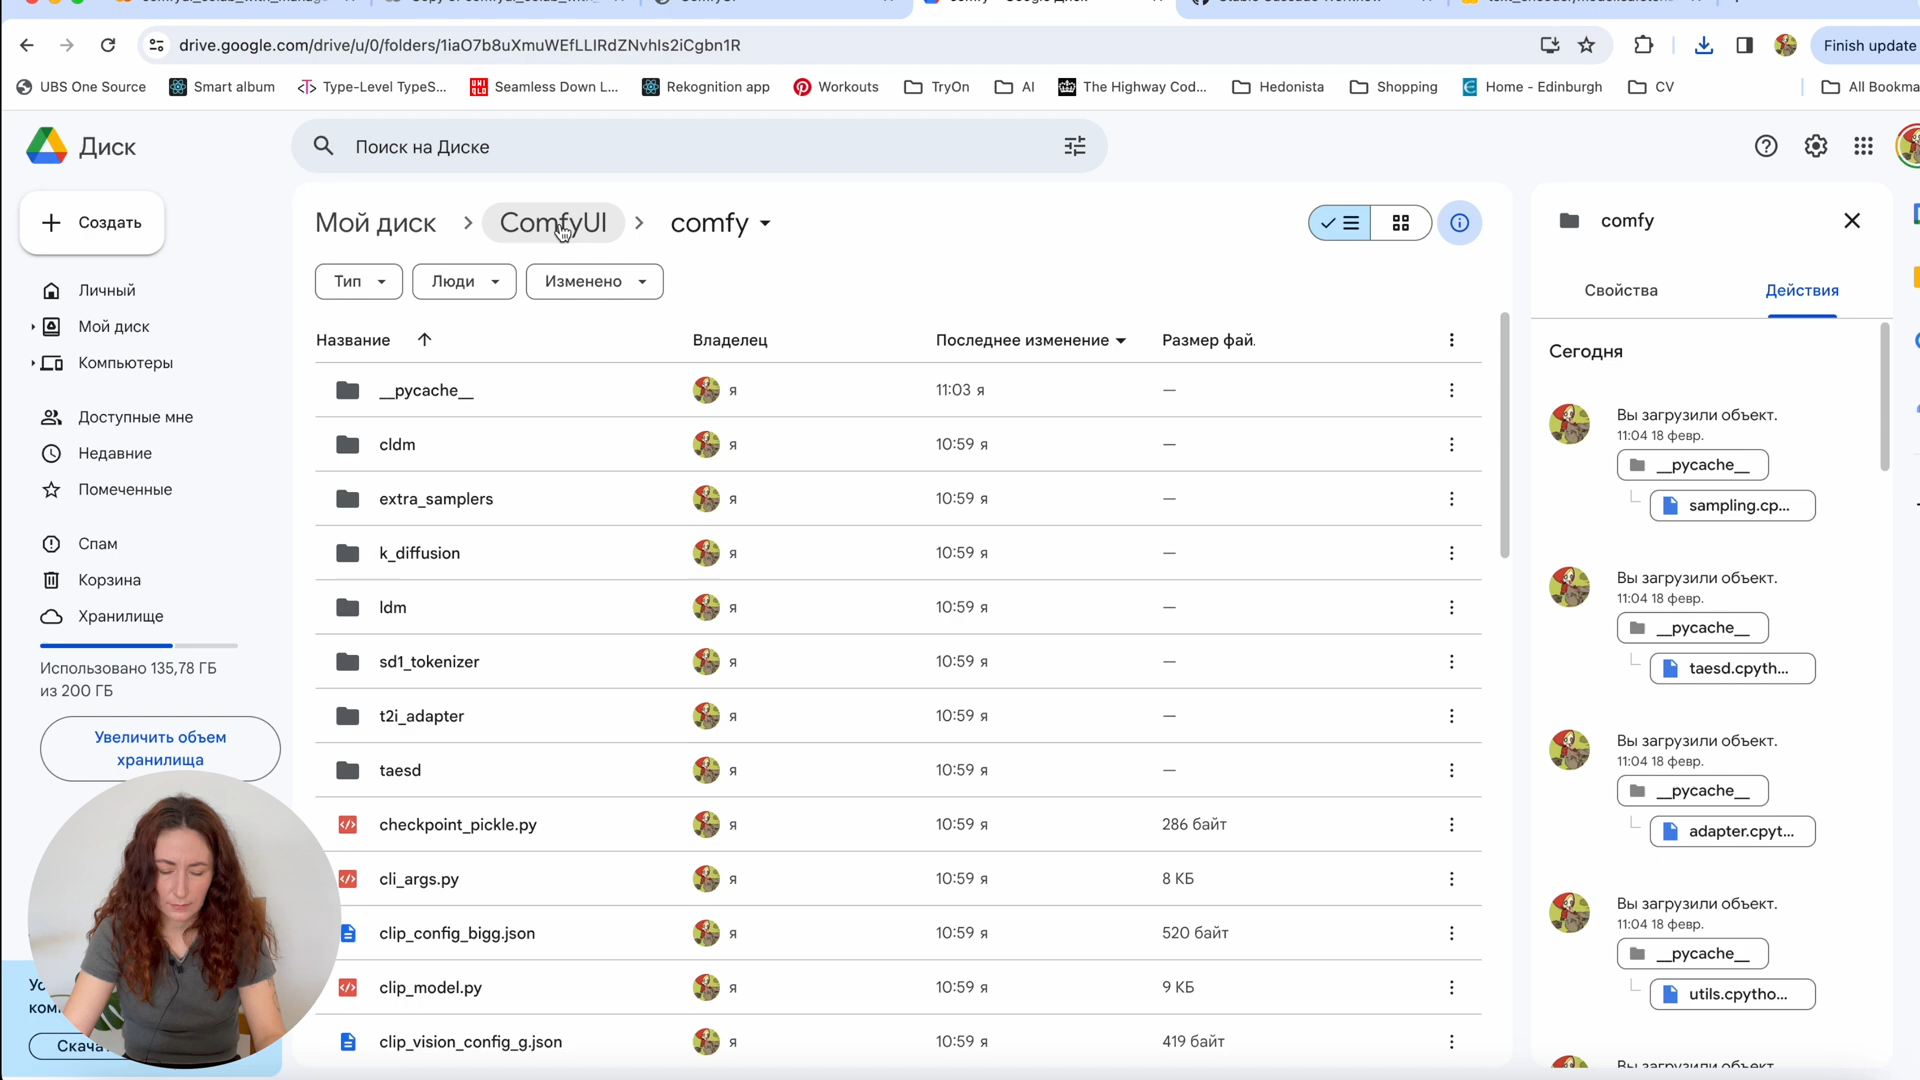 drive.google.com/drive/u/0/folders/1iaO7b8uXmuWEfLLIRdZNvhIs2iCgbn1R
Finish update
UBS One Source
Smart album
Type-Level TypeS...
Seamless Down L...
Rekognition app
Workouts
TryOn
AI
The Highway Cod...
Hedonista
Shopping
Home - Edinburgh
CV
All Bookma
Диск
Поиск на Диске
Создать
Мой диск
ComfyUI
comfy
Тип
Люди
Изменено
Личный
Мой диск
Компьютеры
Доступные мне
Недавние
Помеченные
Спам
Корзина
Хранилище
Использовано 135,78 ГБ
из 200 ГБ
Увеличить объем
хранилища
Название
Владелец
Последнее изменение
Размер фай.
__pycache__ я 11:03 я —
cldm я 10:59 я —
extra_samplers я 10:59 я —
k_diffusion я 10:59 я —
ldm я 10:59 я —
sd1_tokenizer я 10:59 я —
t2i_adapter я 10:59 я —
taesd я 10:59 я —
checkpoint_pickle.py я 10:59 я 286 байт
cli_args.py я 10:59 я 8 КБ
clip_config_bigg.json я 10:59 я 520 байт
clip_model.py я 10:59 я 9 КБ
clip_vision_config_g.json я 10:59 я 419 байт
comfy
Свойства
Действия
Сегодня
Вы загрузили объект.
11:04 18 февр.
__pycache__
sampling.cp...
Вы загрузили объект.
11:04 18 февр.
__pycache__
taesd.cpyth...
Вы загрузили объект.
11:04 18 февр.
__pycache__
adapter.cpyt...
Вы загрузили объект.
11:04 18 февр.
__pycache__
utils.cpytho...
Вы загрузили объект.